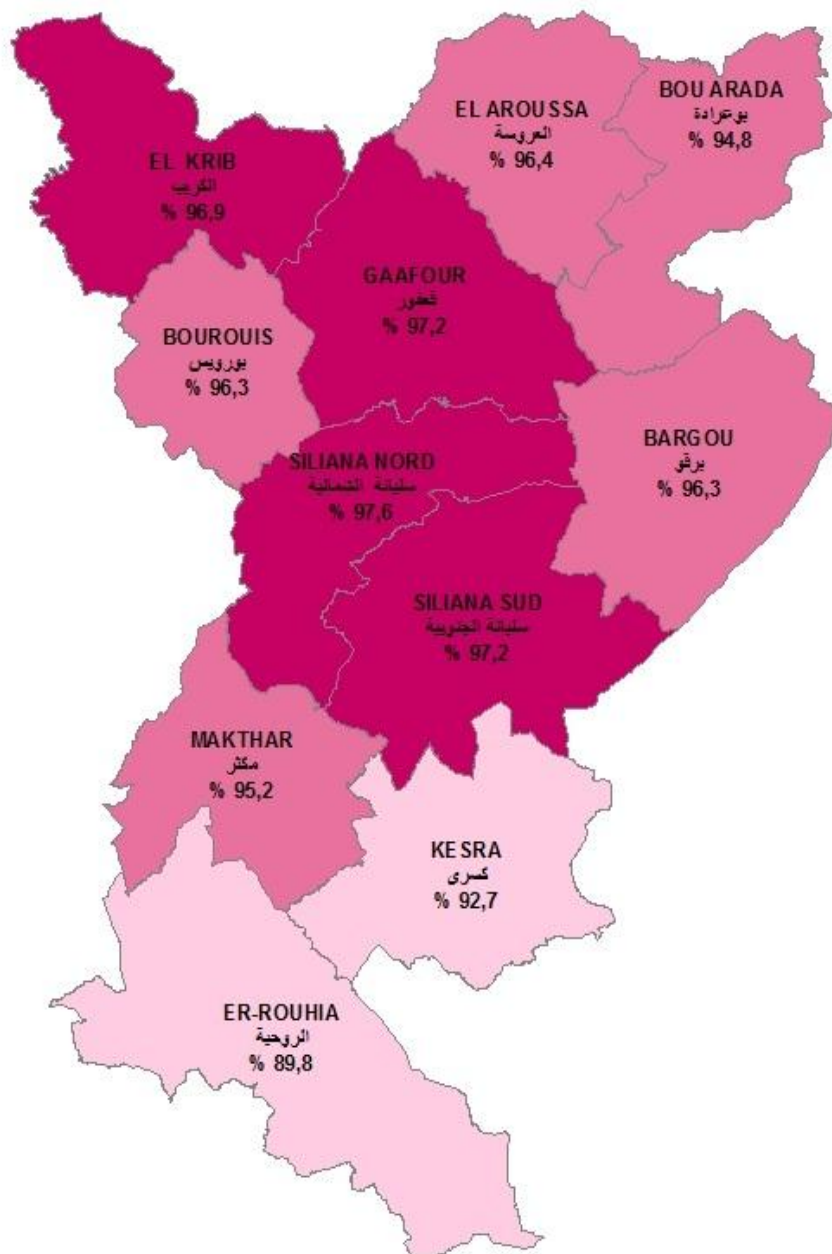 BOU ARADA
بوعرادة
% 94,8
EL AROUSSA
العروسة
% 96,4
EL KRIB
الكريب
% 96,9
GAAFOUR
قعفور
% 97,2
BOUROUIS
بورويس
% 96,3
BARGOU
برقو
% 96,3
SILIANA NORD
سليانة الشمالية
% 97,6
SILIANA SUD
سليانة الجنوبية
% 97,2
MAKTHAR
مكثر
% 95,2
KESRA
كسرى
% 92,7
ER-ROUHIA
الروحية
% 89,8